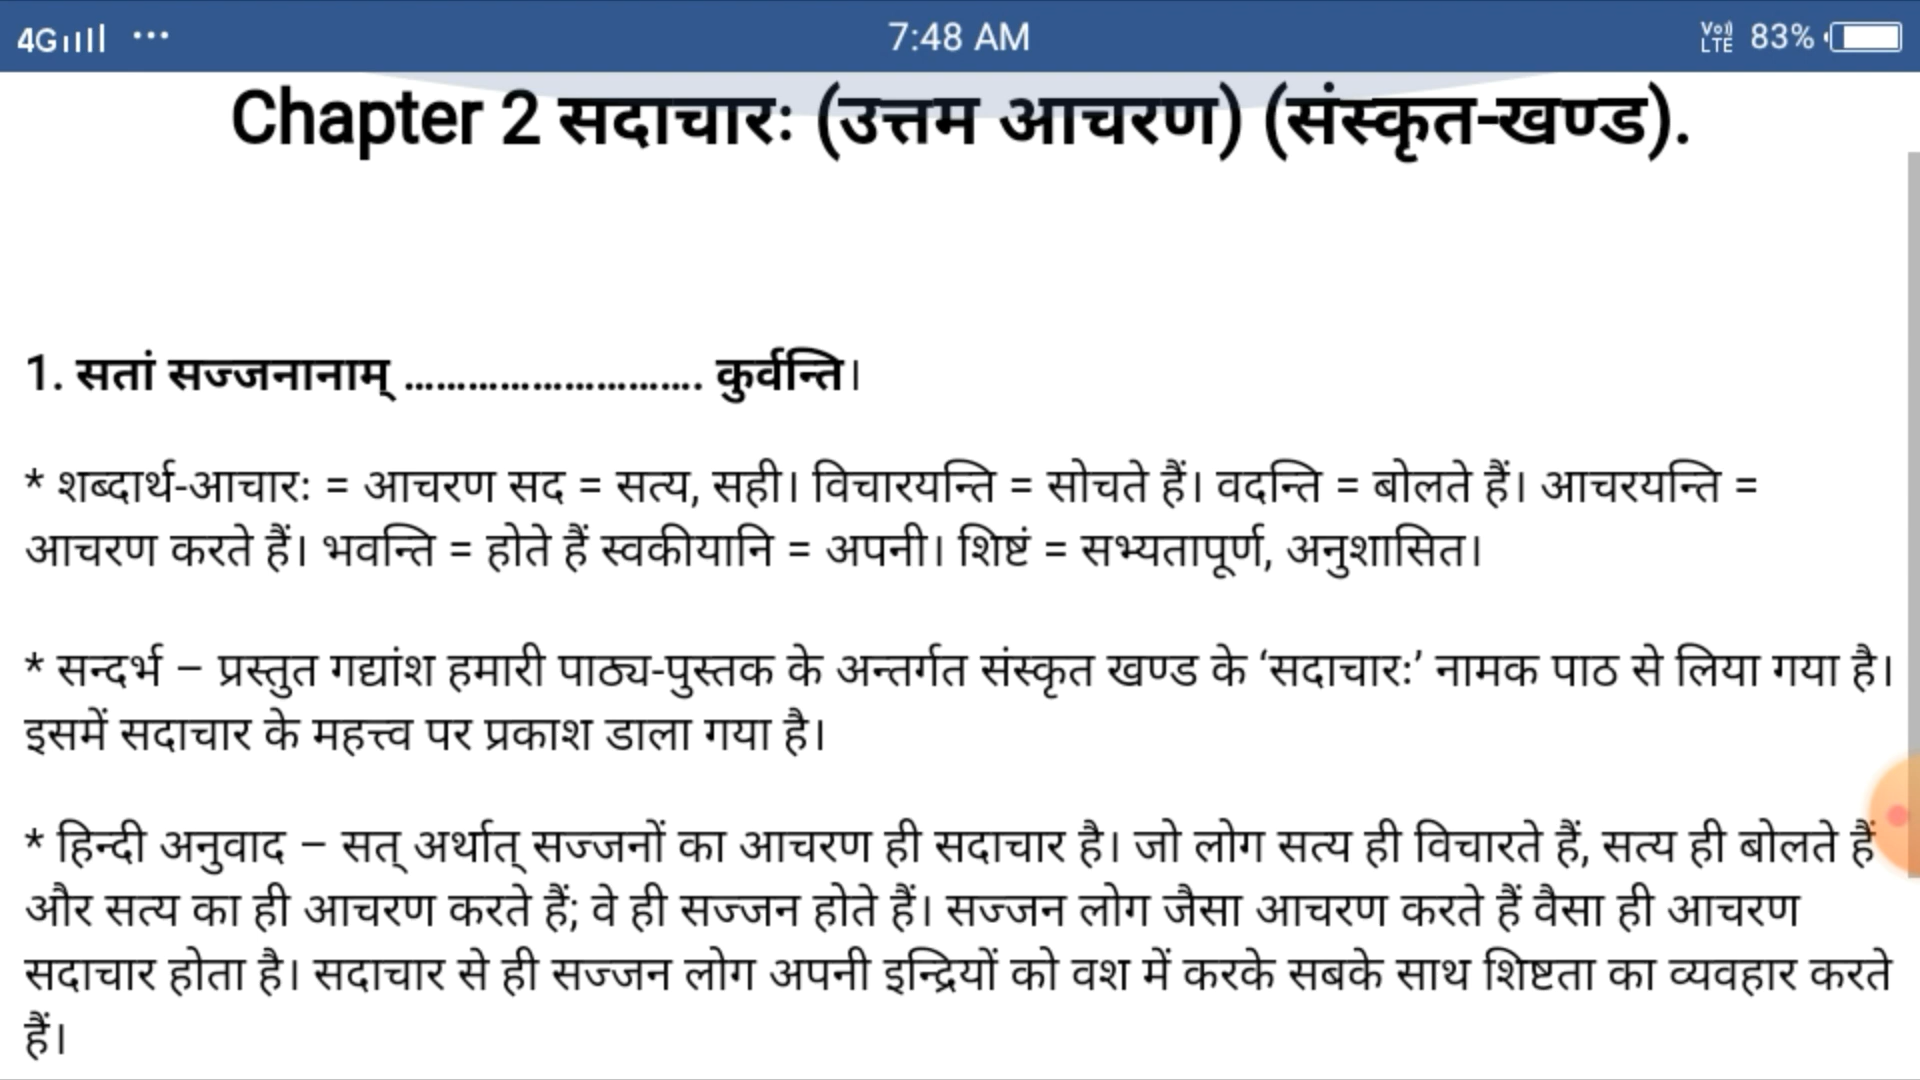 4G ...
7:48 AM
Vo) LTE 83%
Chapter 2 सदाचारः (उत्तम आचरण) (संस्कृत-खण्ड).
1. सतां सज्जनानाम् ............................ कुर्वन्ति।
* शब्दार्थ-आचारः = आचरण सद = सत्य, सही। विचारयन्ति = सोचते हैं। वदन्ति = बोलते हैं। आचरयन्ति =
आचरण करते हैं। भवन्ति = होते हैं स्वकीयानि = अपनी। शिष्टं = सभ्यतापूर्ण, अनुशासित।
* सन्दर्भ – प्रस्तुत गद्यांश हमारी पाठ्य-पुस्तक के अन्तर्गत संस्कृत खण्ड के ‘सदाचारः’ नामक पाठ से लिया गया है।
इसमें सदाचार के महत्त्व पर प्रकाश डाला गया है।
* हिन्दी अनुवाद – सत् अर्थात् सज्जनों का आचरण ही सदाचार है। जो लोग सत्य ही विचारते हैं, सत्य ही बोलते हैं
और सत्य का ही आचरण करते हैं; वे ही सज्जन होते हैं। सज्जन लोग जैसा आचरण करते हैं वैसा ही आचरण
सदाचार होता है। सदाचार से ही सज्जन लोग अपनी इन्द्रियों को वश में करके सबके साथ शिष्टता का व्यवहार करते
हैं।